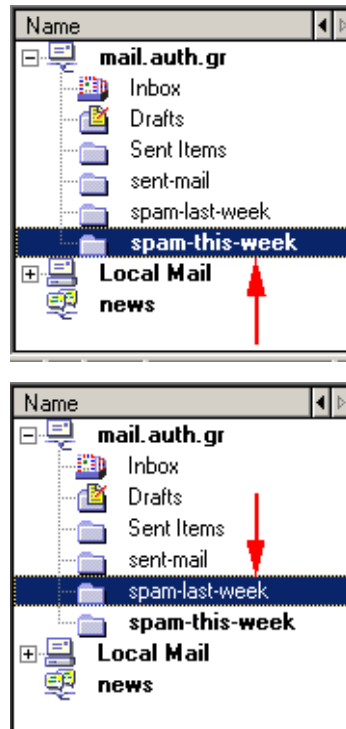 Name
mail.auth.gr
Inbox
Drafts
Sent Items
sent-mail
spam-last-week
spam-this-week
Local Mail
news
Name
mail.auth.gr
Inbox
Drafts
Sent Items
sent-mail
spam-last-week
spam-this-week
Local Mail
news